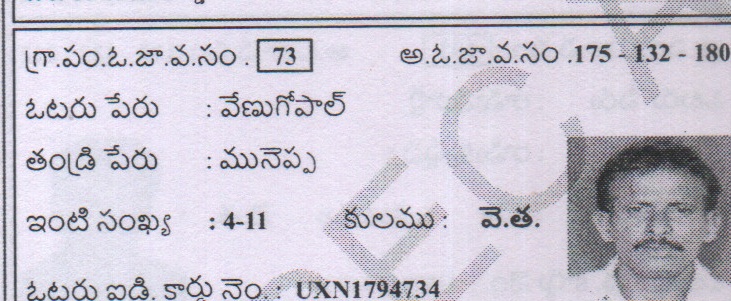 గ్రా.పం.ఓ.జా.వ.సం. 73 అ.ఓ.జా.వ.సం .175 - 132 - 180
ఓటరు పేరు : వేణుగోపాల్
తండ్రి పేరు : మునెప్ప
ఇంటి సంఖ్య : 4-11 కులము : వె.త.
ఓటరు ఐడి. కార్డు నెం. : UXN1794734